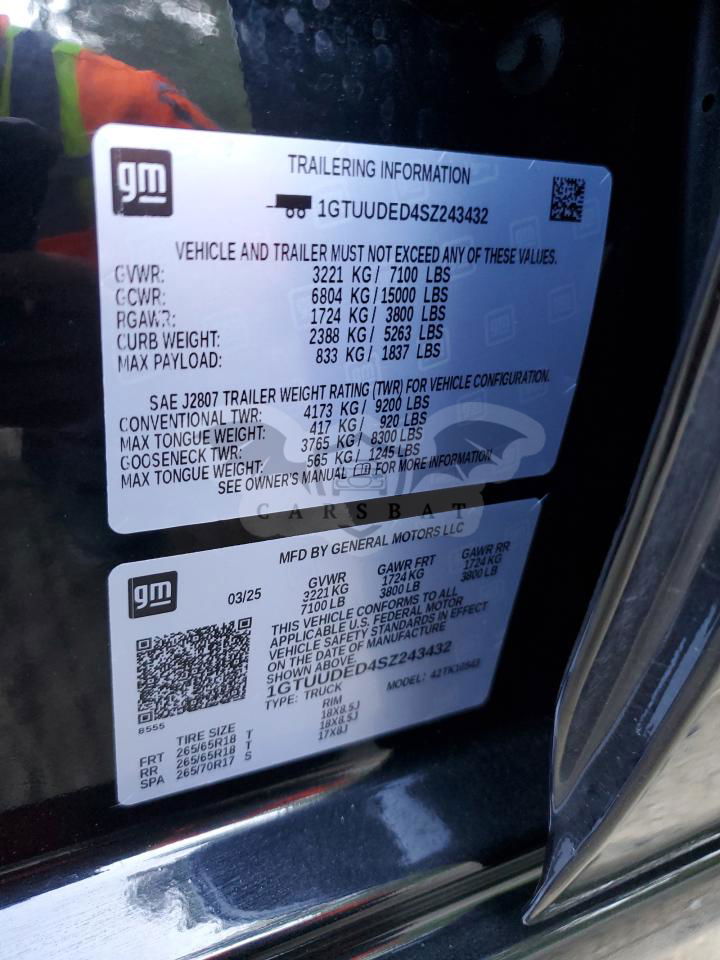 gm
TRAILERING INFORMATION
1GTUUDED4SZ243432
VEHICLE AND TRAILER MUST NOT EXCEED ANY OF THESE VALUES.
GVWR: 3221 KG / 7100 LBS
GCWR: 6804 KG / 15000 LBS
RGAWR: 1724 KG / 3800 LBS
CURB WEIGHT: 2388 KG / 5263 LBS
MAX PAYLOAD: 833 KG / 1837 LBS
SAE J2807 TRAILER WEIGHT RATING (TWR) FOR VEHICLE CONFIGURATION.
CONVENTIONAL TWR: 4173 KG / 9200 LBS
MAX TONGUE WEIGHT: 417 KG / 920 LBS
GOOSENECK TWR: 3765 KG / 8300 LBS
MAX TONGUE WEIGHT: 565 KG / 1245 LBS
SEE OWNER'S MANUAL FOR MORE INFORMATION
CARSBAT
MFD BY GENERAL MOTORS LLC
gm
03/25
GVWR GAWR FRT GAWR RR
3221 KG 1724 KG 1724 KG
7100 LB 3800 LB 3800 LB
THIS VEHICLE CONFORMS TO ALL
APPLICABLE U.S. FEDERAL MOTOR
VEHICLE SAFETY STANDARDS IN EFFECT
ON THE DATE OF MANUFACTURE
SHOWN ABOVE.
1GTUUDED4SZ243432
TYPE: TRUCK MODEL: 42TK10543
8555
TIRE SIZE RIM
FRT 265/65R18 T 18X8.5J
RR 265/65R18 T 18X8.5J
SPA 265/70R17 S 17X8J